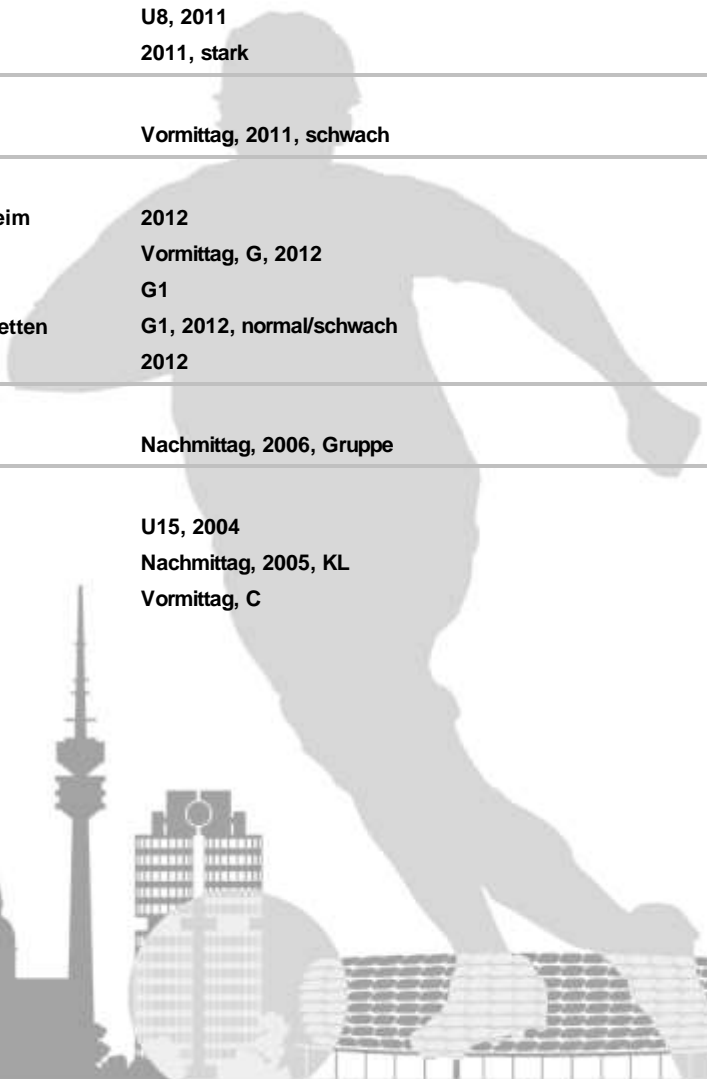 U8, 2011
2011, stark
Vormittag, 2011, schwach
eim 2012
Vormittag, G, 2012
G1
etten G1, 2012, normal/schwach
2012
Nachmittag, 2006, Gruppe
U15, 2004
Nachmittag, 2005, KL
Vormittag, C